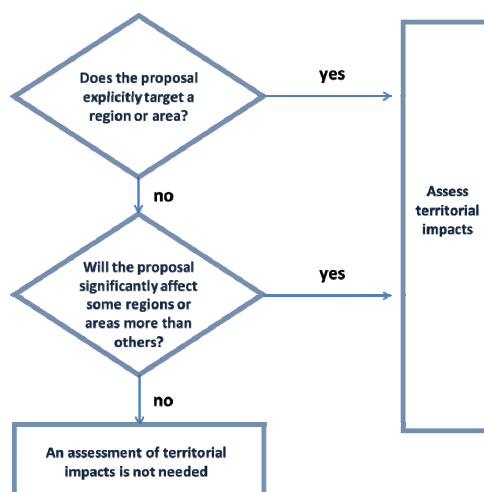 Does the proposal
explicitly target a
region or area?
yes
no
Assess
territorial
impacts
Will the proposal
significantly affect
some regions or
areas more than
others?
yes
no
An assessment of territorial
impacts is not needed